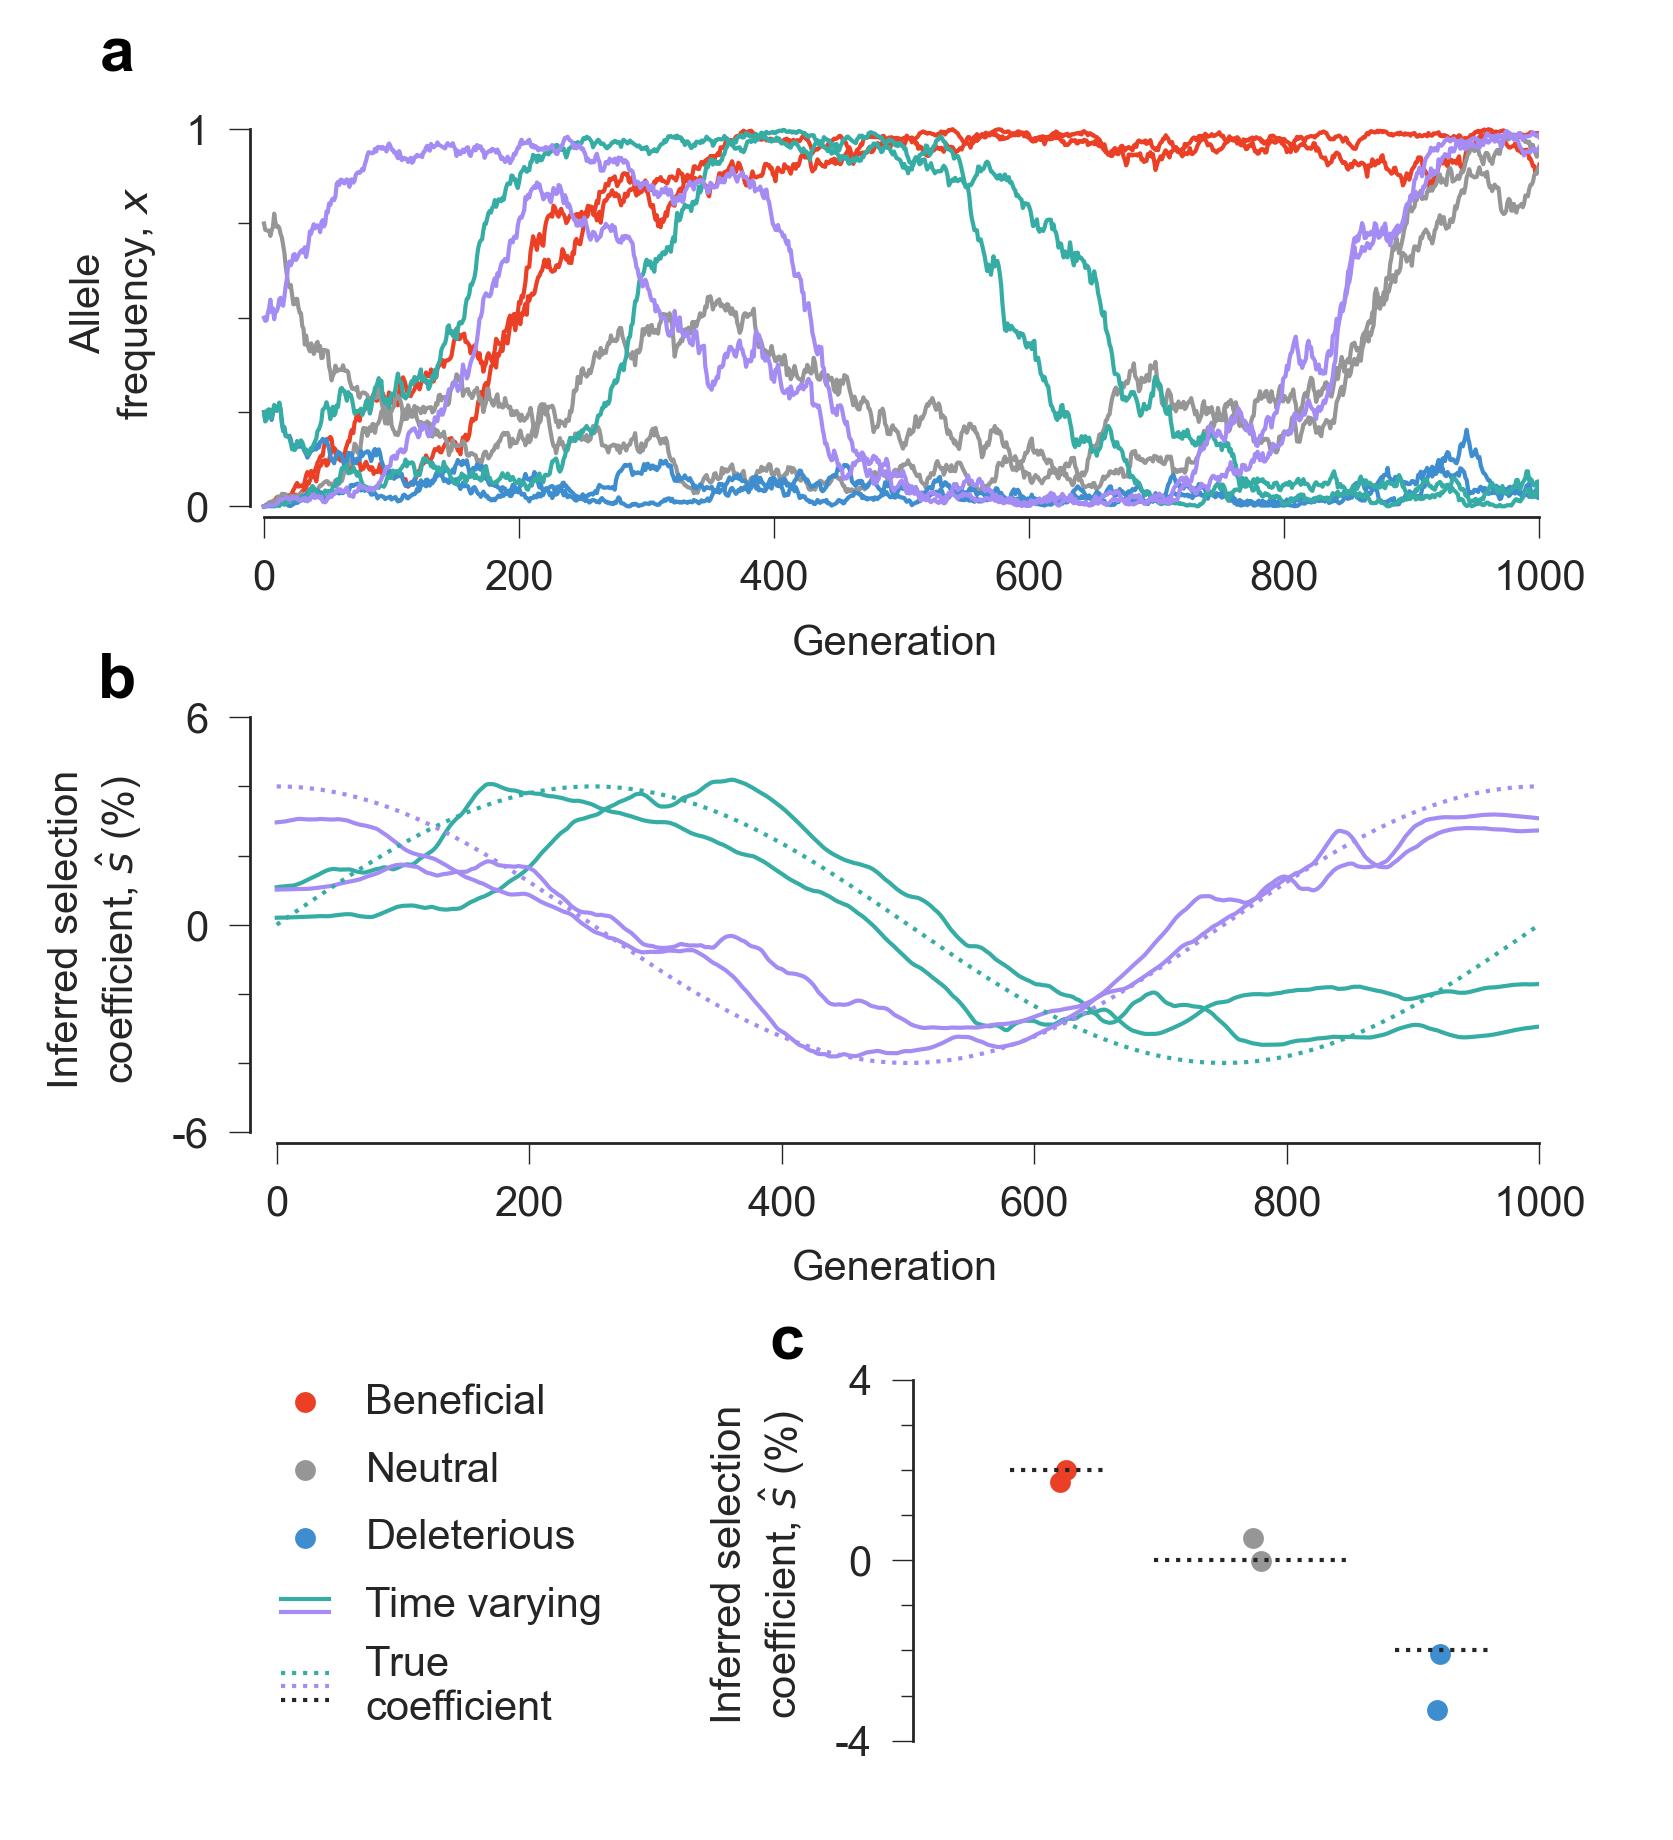 a
1
0
Allele
frequency, x
0 200 400 600 800 1000
Generation
b
6
0
-6
Inferred selection
coefficient, ŝ (%)
0 200 400 600 800 1000
Generation
Beneficial
Neutral
Deleterious
Time varying
True
coefficient
c
4
0
-4
Inferred selection
coefficient, ŝ (%)